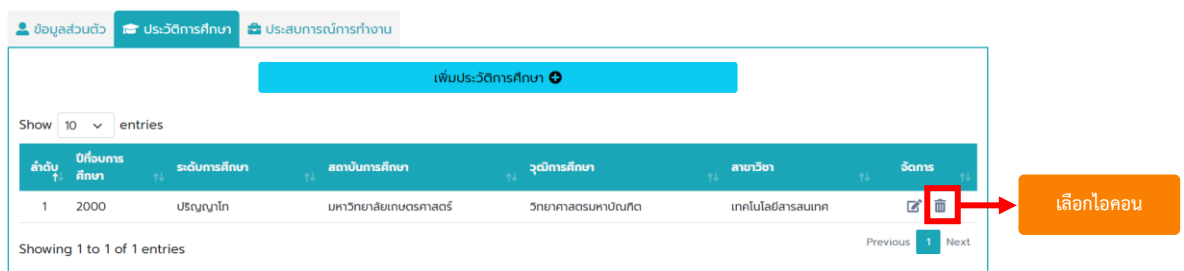 ข้อมูลส่วนตัว ประวัติการศึกษา ประสบการณ์การทำงาน
เพิ่มประวัติการศึกษา
Show 10 entries
ลำดับ ปีที่จบการศึกษา ระดับการศึกษา สถาบันการศึกษา วุฒิการศึกษา สาขาวิชา จัดการ
1 2000 ปริญญาโท มหาวิทยาลัยเกษตรศาสตร์ วิทยาศาสตรมหาบัณฑิต เทคโนโลยีสารสนเทศ
เลือกไอคอน
Showing 1 to 1 of 1 entries Previous 1 Next